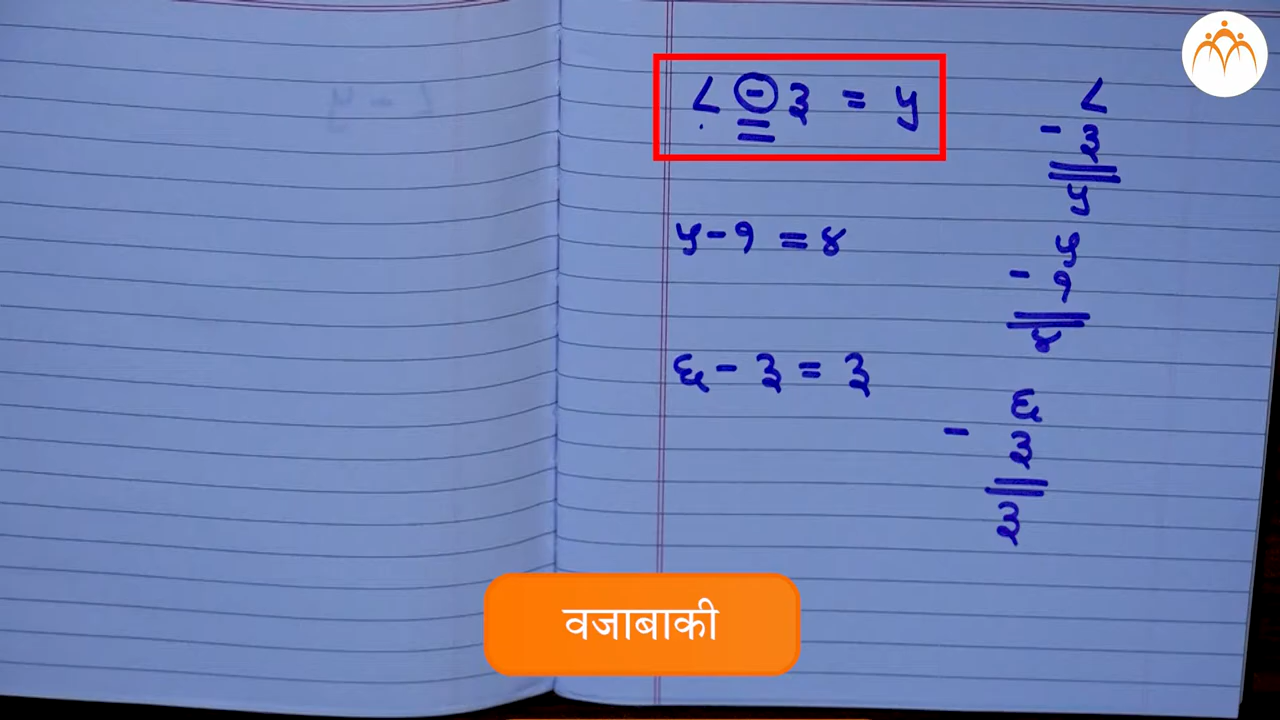 ८ - ३ = ५
५ - १ = ४
६ - ३ = ३
८
- ३
५
५
- १
४
६
- ३
३
वजाबाकी